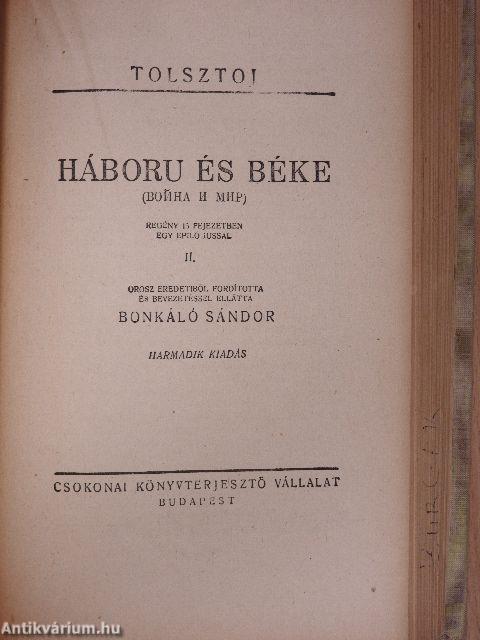 TOLSZTOJ
HÁBORU ÉS BÉKE
(ВОЙНА И МИР)
REGÉNY 15 FEJEZETBEN
EGY EPILÓGUSSAL
II.
OROSZ EREDETIBŐL FORDÍTOTTA
ÉS BEVEZETÉSSEL ELLÁTTA
BONKÁLÓ SÁNDOR
HARMADIK KIADÁS
CSOKONAI KÖNYVTERJESZTŐ VÁLLALAT
BUDAPEST
Antikvárium.hu